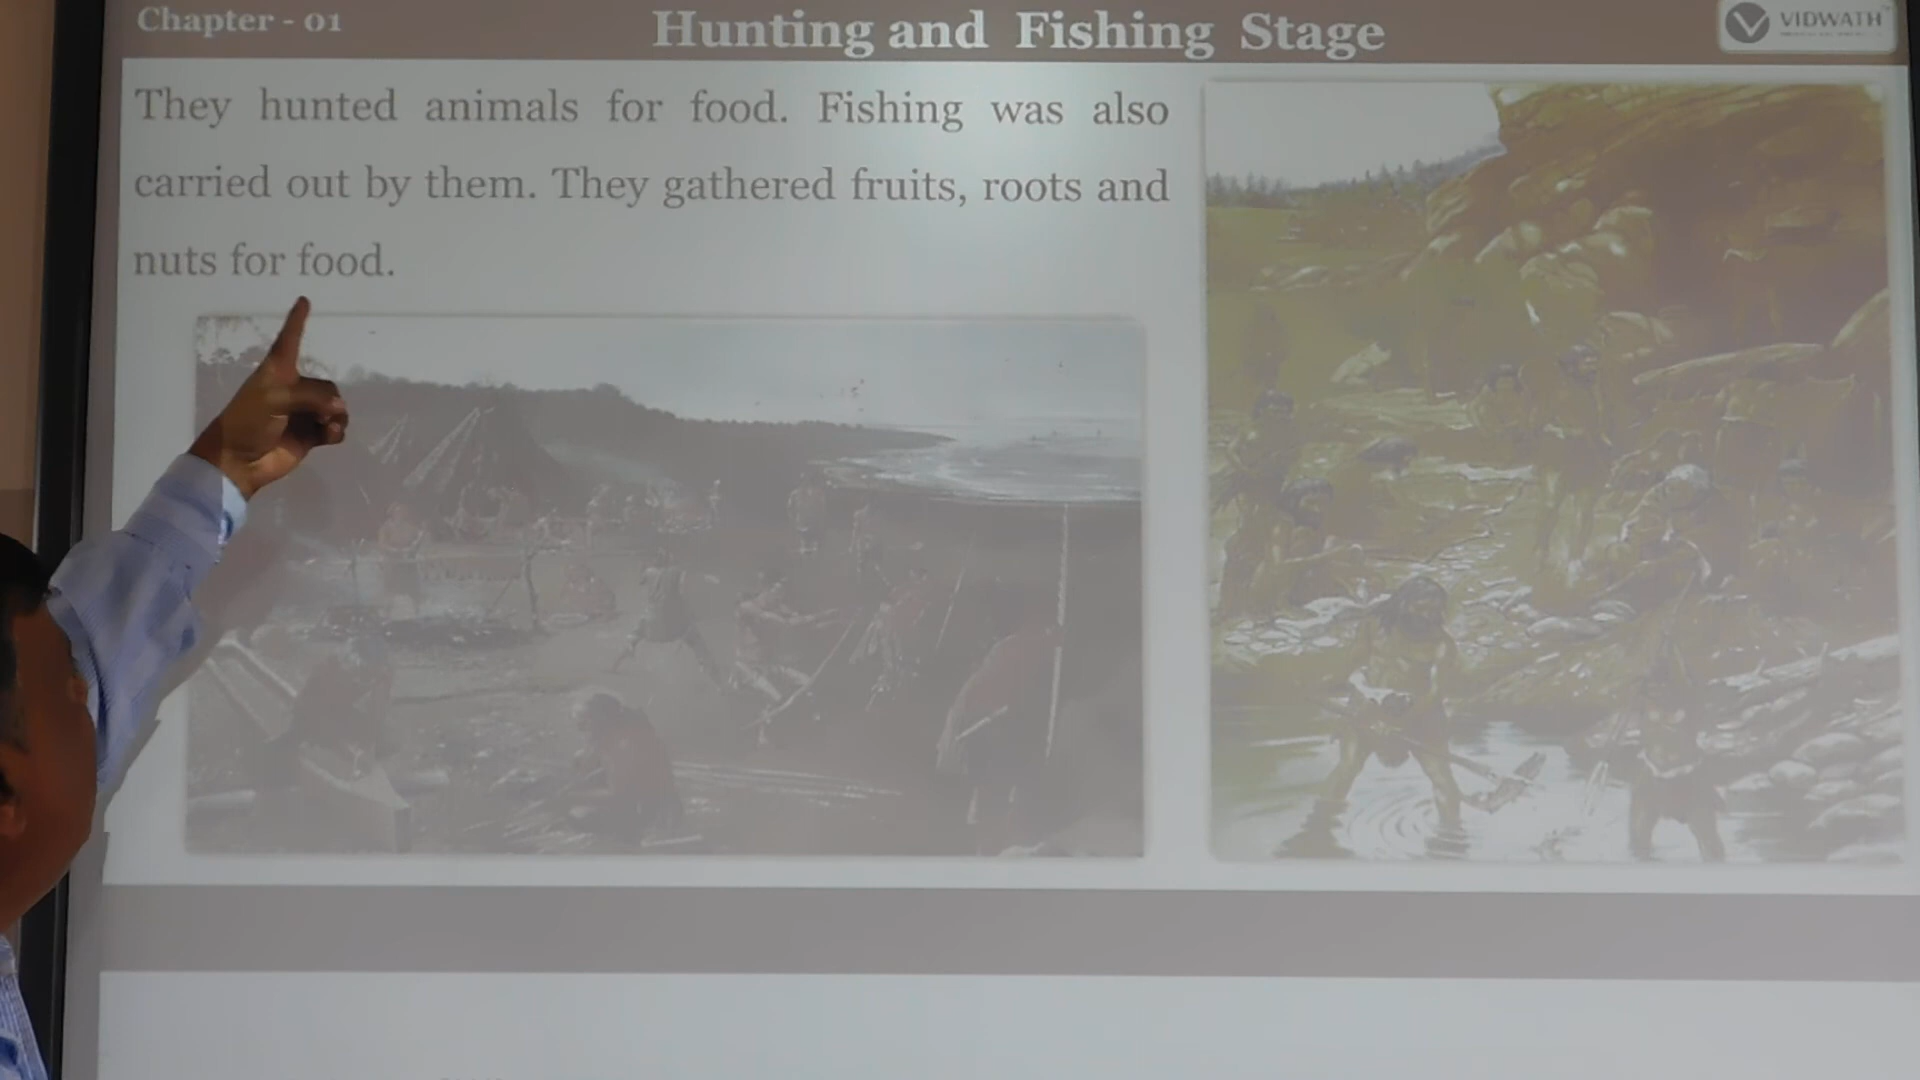 Chapter - 01
Hunting and Fishing Stage
VIDWATH
They hunted animals for food. Fishing was also
carried out by them. They gathered fruits, roots and
nuts for food.